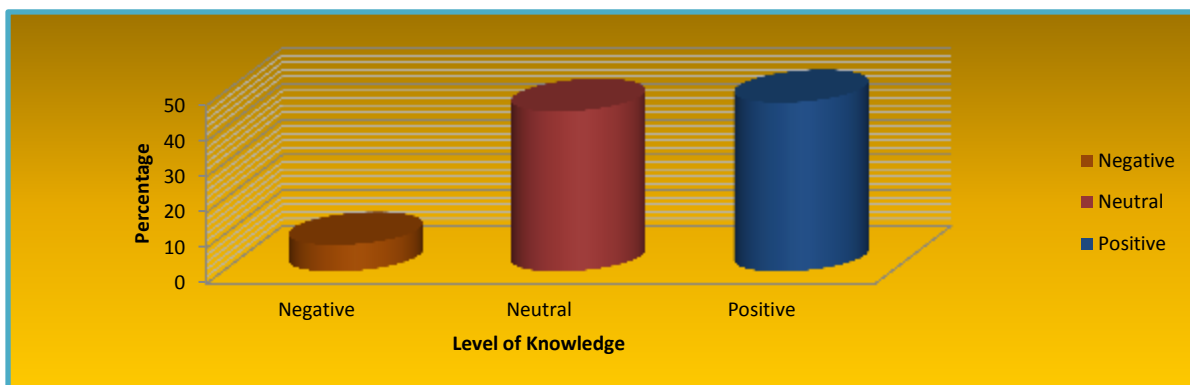 50
40
30
20
10
0
Percentage
Negative
Neutral
Positive
Level of Knowledge
Negative
Neutral
Positive